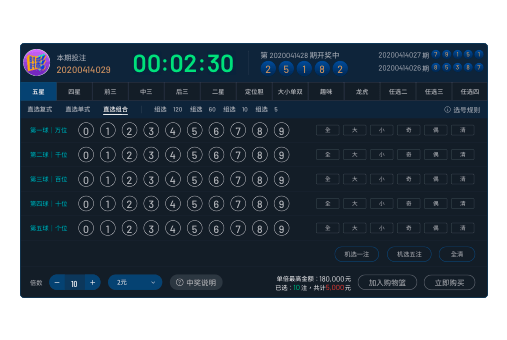 本期投注
20200414029
00:02:30
第 20200414028 期开奖中
2 5 1 8 2
20200414027 期 7 9 1 5 1
20200414026 期 6 5 3 8 7
五星 四星 前三 中三 后三 二星 定位胆 大小单双 趣味 龙虎 任选二 任选三 任选四
直选复式 直选单式 直选组合 组选 120 组选 60 组选 10 组选 5 选号规则
第一球 万位 0 1 2 3 4 5 6 7 8 9 全 大 小 奇 偶 清
第二球 千位 0 1 2 3 4 5 6 7 8 9 全 大 小 奇 偶 清
第三球 百位 0 1 2 3 4 5 6 7 8 9 全 大 小 奇 偶 清
第四球 十位 0 1 2 3 4 5 6 7 8 9 全 大 小 奇 偶 清
第五球 个位 0 1 2 3 4 5 6 7 8 9 全 大 小 奇 偶 清
机选一注 机选五注 全清
倍数 − 10 + 2元 中奖说明
单倍最高金额：180,000元
已选：10 注，共计5,000元
加入购物篮 立即购买